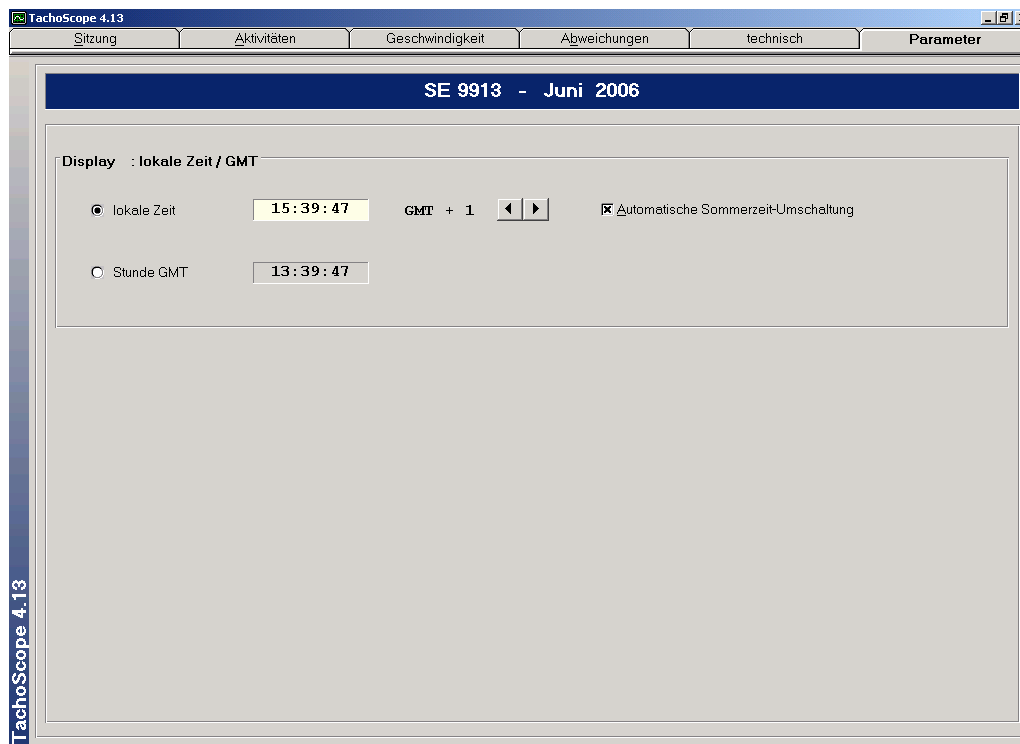 TachoScope 4.13
Sitzung Aktivitäten Geschwindigkeit Abweichungen technisch Parameter
SE 9913 - Juni 2006
Display : lokale Zeit / GMT
lokale Zeit 15:39:47 GMT + 1 Automatische Sommerzeit-Umschaltung
Stunde GMT 13:39:47
TachoScope 4.13